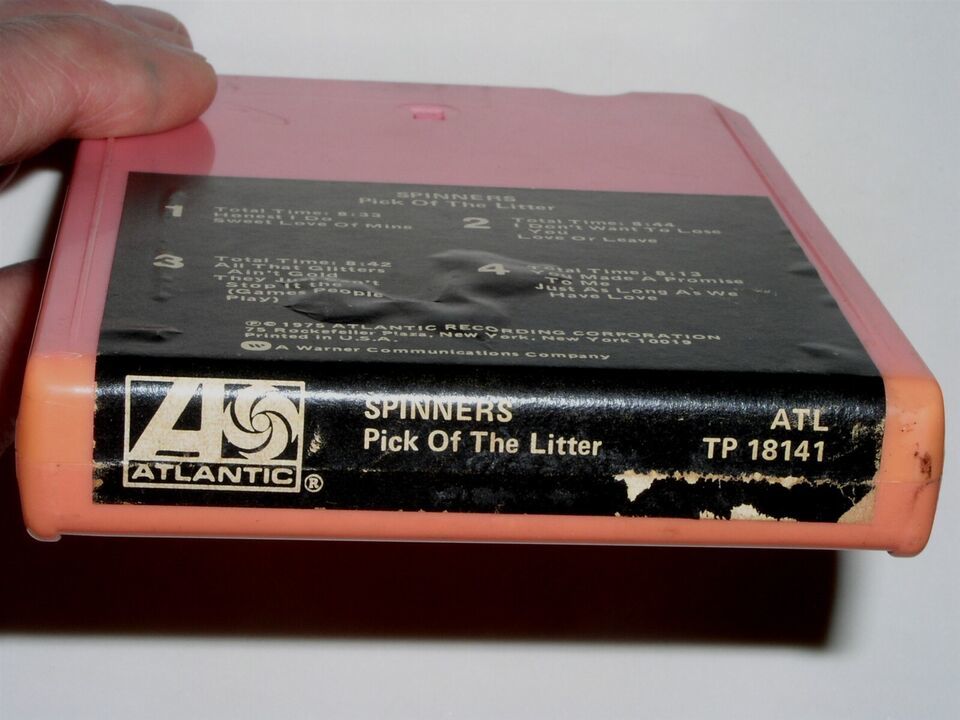 SPINNERS
Pick Of The Litter
1
Total Time: 8:33
Honest I Do
Sweet Love Of Mine
2
Total Time: 8:44
I Don't Want To Lose
You
Love Or Leave
3
Total Time: 8:42
All That Glitters
Ain't Gold
They
Stop It the
(Games People
Play)
4
Total Time: 8:13
You Made A Promise
To Me
Just As Long As We
Have Love
℗© 1975 ATLANTIC RECORDING CORPORATION
75 Rockefeller Plaza, New York, New York 10019
Printed in U.S.A.
A Warner Communications Company
ATLANTIC ®
SPINNERS
Pick Of The Litter
ATL
TP 18141